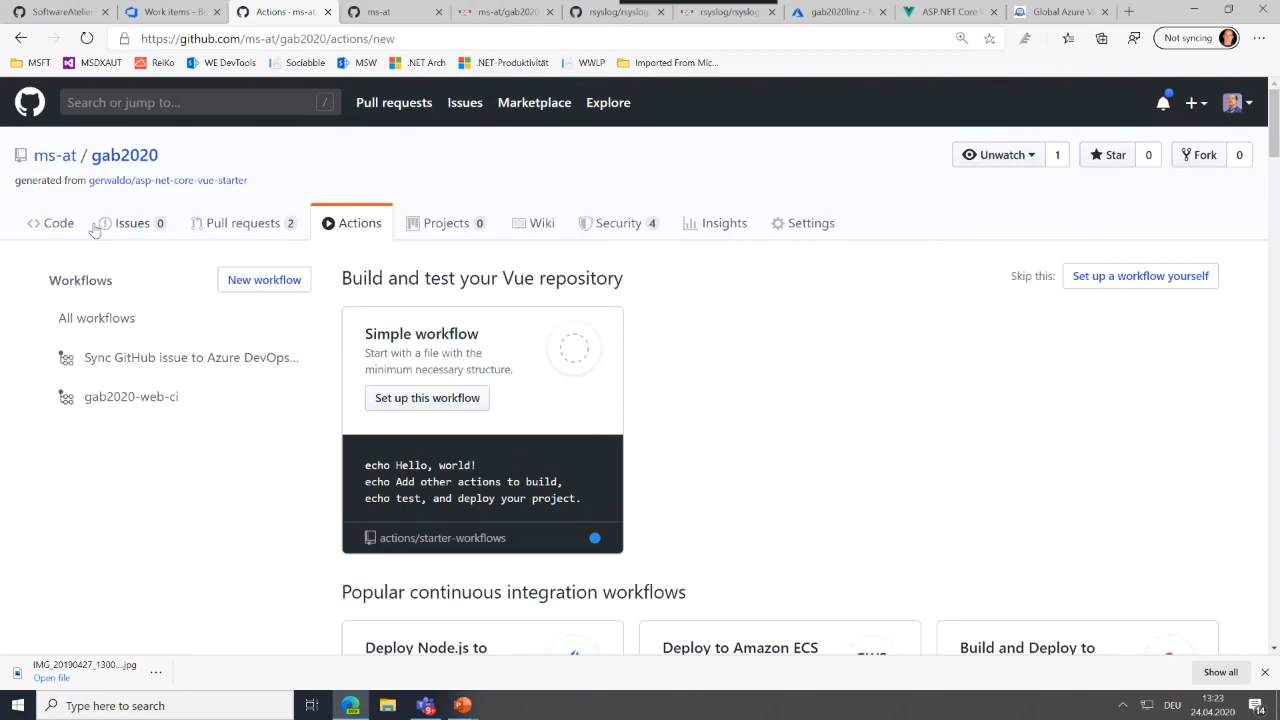 SoftwareAtelier
Work items - Bo
Actions · ms-at,
ms-at
ms-at/gab2020
rsyslog/rsyslog
rsyslog/rsyslog
gab2020linz - 
ASP.NET Core V
Global Azure Vi
https://github.com/ms-at/gab2020/actions/new
Not syncing
MSFT
MSDXAUT
ReiKo
WE DevTools
Sociabble
MSW
.NET Arch
.NET-Produktivität
WWLP
Imported From Mic...
Search or jump to...
/
Pull requests
Issues
Marketplace
Explore
ms-at / gab2020
Unwatch
1
Star
0
Fork
0
generated from gerwaldo/asp-net-core-vue-starter
Code
Issues 0
Pull requests 2
Actions
Projects 0
Wiki
Security 4
Insights
Settings
Workflows
New workflow
All workflows
Sync GitHub issue to Azure DevOps...
gab2020-web-ci
Build and test your Vue repository
Skip this:
Set up a workflow yourself
Simple workflow
Start with a file with the
minimum necessary structure.
Set up this workflow
echo Hello, world!
echo Add other actions to build,
echo test, and deploy your project.
actions/starter-workflows
Popular continuous integration workflows
Deploy Node.js to
Deploy to Amazon ECS
Build and Deploy to
IMG_20190427_1300....jpg
Open file
Show all
Type here to search
DEU
13:23
24.04.2020
14